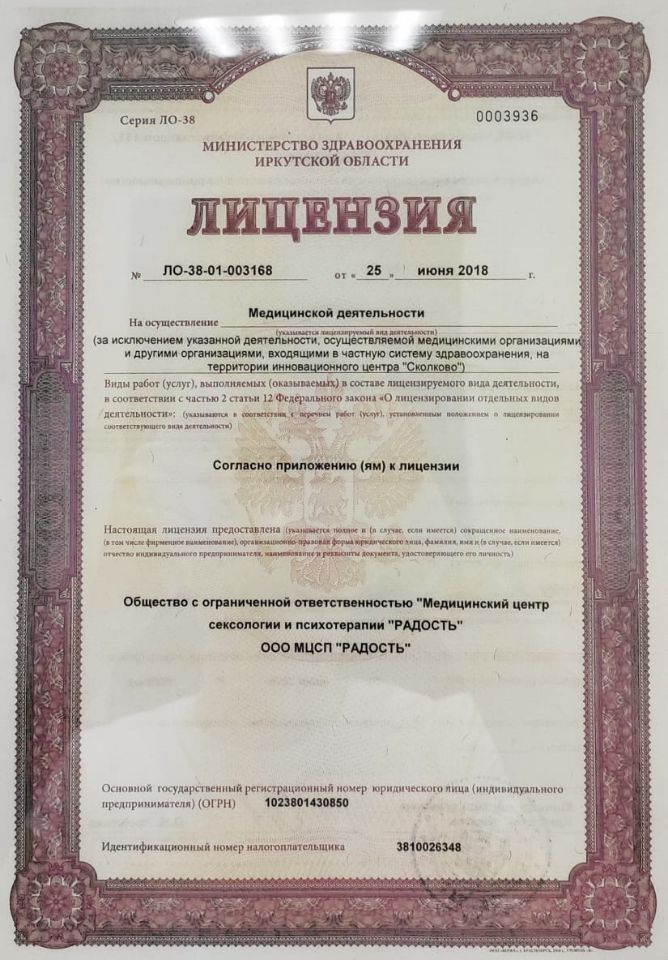 Серия ЛО-38
0003936
МИНИСТЕРСТВО ЗДРАВООХРАНЕНИЯ
ИРКУТСКОЙ ОБЛАСТИ
ЛИЦЕНЗИЯ
№ ЛО-38-01-003168 от « 25 » июня 2018 г.
На осуществление Медицинской деятельности
(указывается лицензируемый вид деятельности)
(за исключением указанной деятельности, осуществляемой медицинскими организациями
и другими организациями, входящими в частную систему здравоохранения, на
территории инновационного центра "Сколково")
Виды работ (услуг), выполняемых (оказываемых) в составе лицензируемого вида деятельности,
в соответствии с частью 2 статьи 12 Федерального закона «О лицензировании отдельных видов
деятельности»: (указываются в соответствии с перечнем работ (услуг), установленным положением о лицензировании
соответствующего вида деятельности)
Согласно приложению (ям) к лицензии
Настоящая лицензия предоставлена (указывается полное и (в случае, если имеется) сокращенное наименование,
(в том числе фирменное наименование), организационно-правовая форма юридического лица, фамилия, имя и (в случае, если имеется)
отчество индивидуального предпринимателя, наименование и реквизиты документа, удостоверяющего его личность)
Общество с ограниченной ответственностью "Медицинский центр
сексологии и психотерапии "РАДОСТЬ"
ООО МЦСП "РАДОСТЬ"
Основной государственный регистрационный номер юридического лица (индивидуального
предпринимателя) (ОГРН) 1023801430850
Идентификационный номер налогоплательщика 3810026348